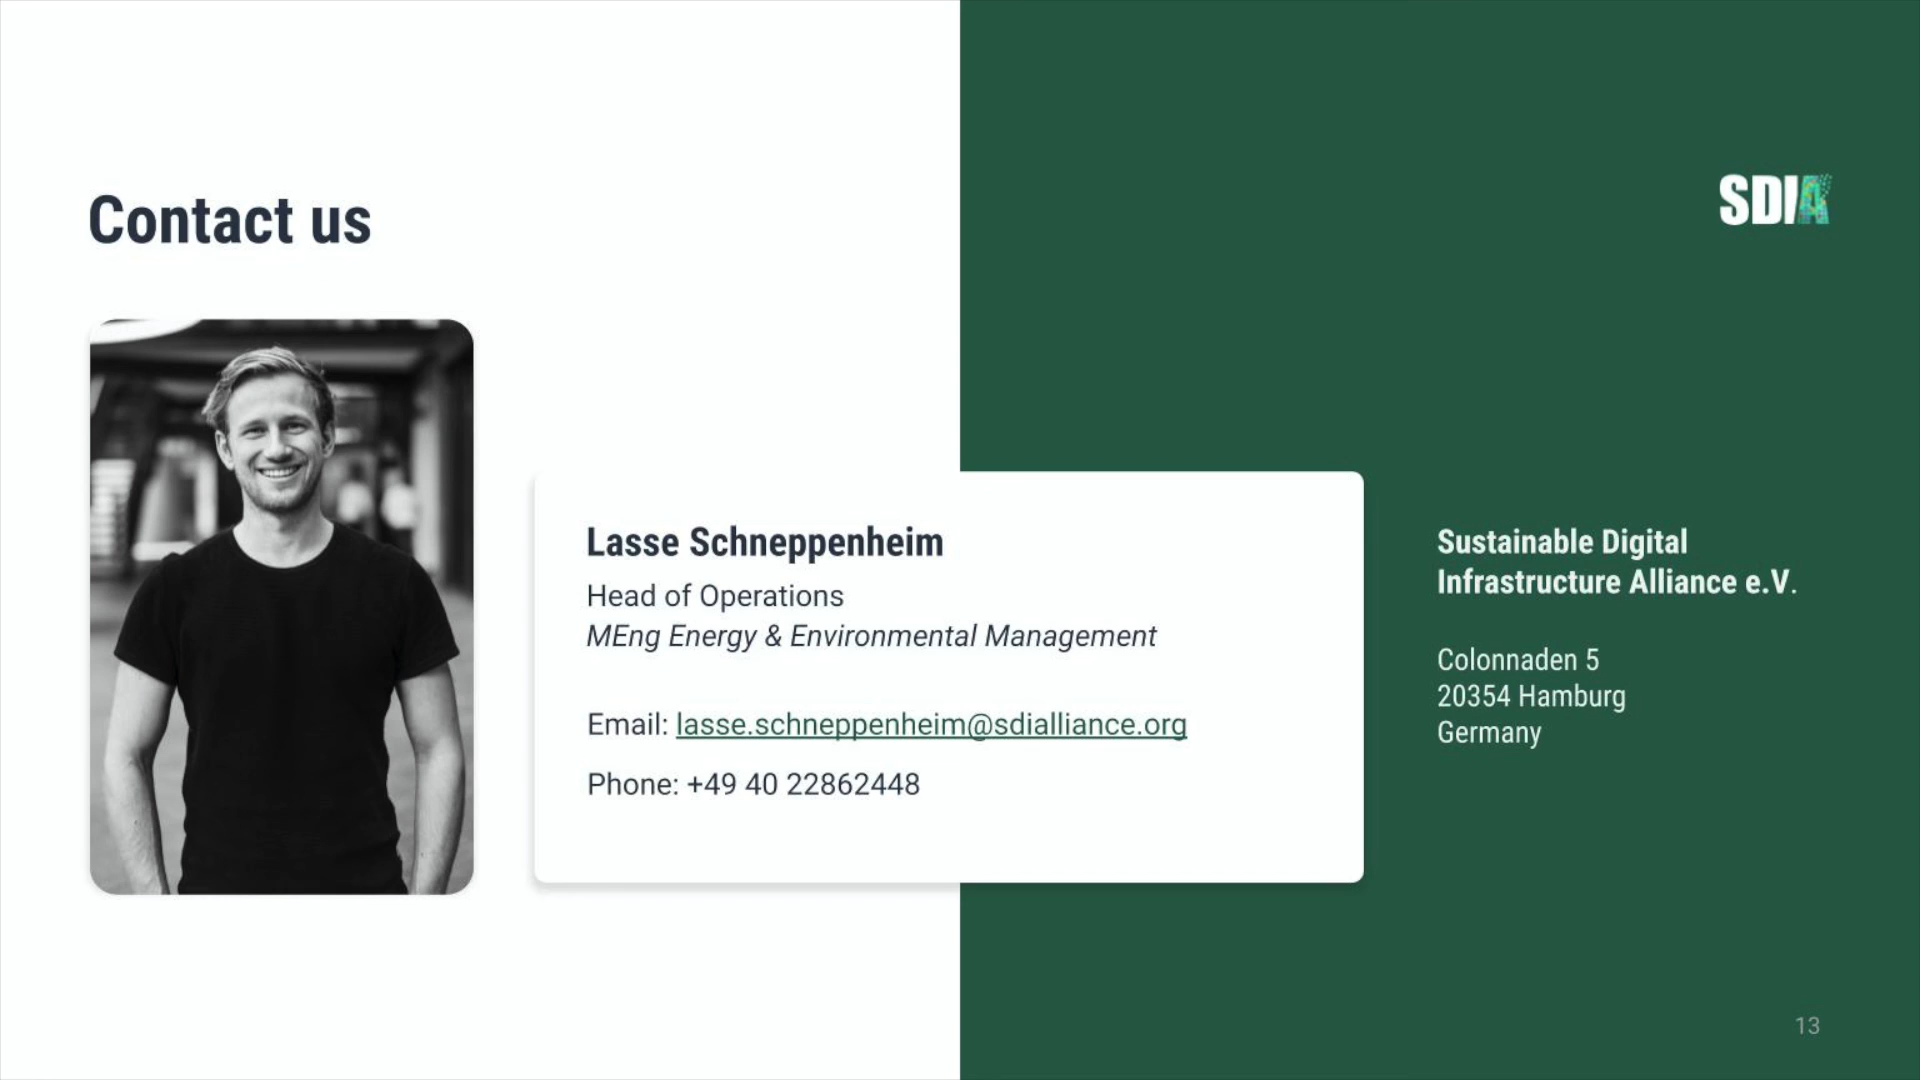 Contact us
SDIA
Lasse Schneppenheim
Head of Operations
MEng Energy & Environmental Management
Email: lasse.schneppenheim@sdialliance.org
Phone: +49 40 22862448
Sustainable Digital
Infrastructure Alliance e.V.
Colonnaden 5
20354 Hamburg
Germany
13